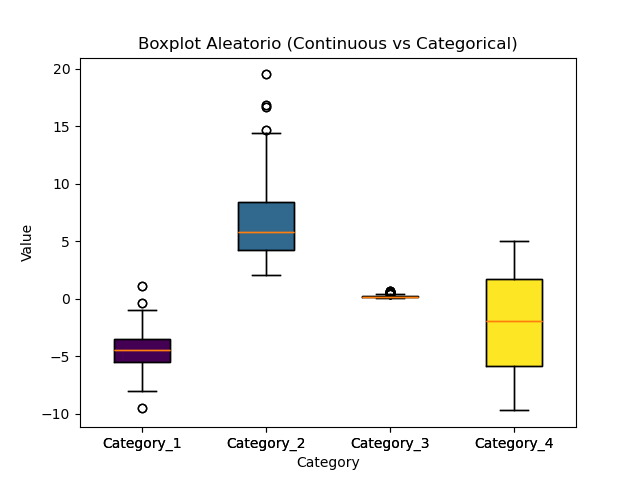 Boxplot Aleatorio (Continuous vs Categorical)
20
15
10
5
0
−5
−10
Value
Category_1 Category_2 Category_3 Category_4
Category